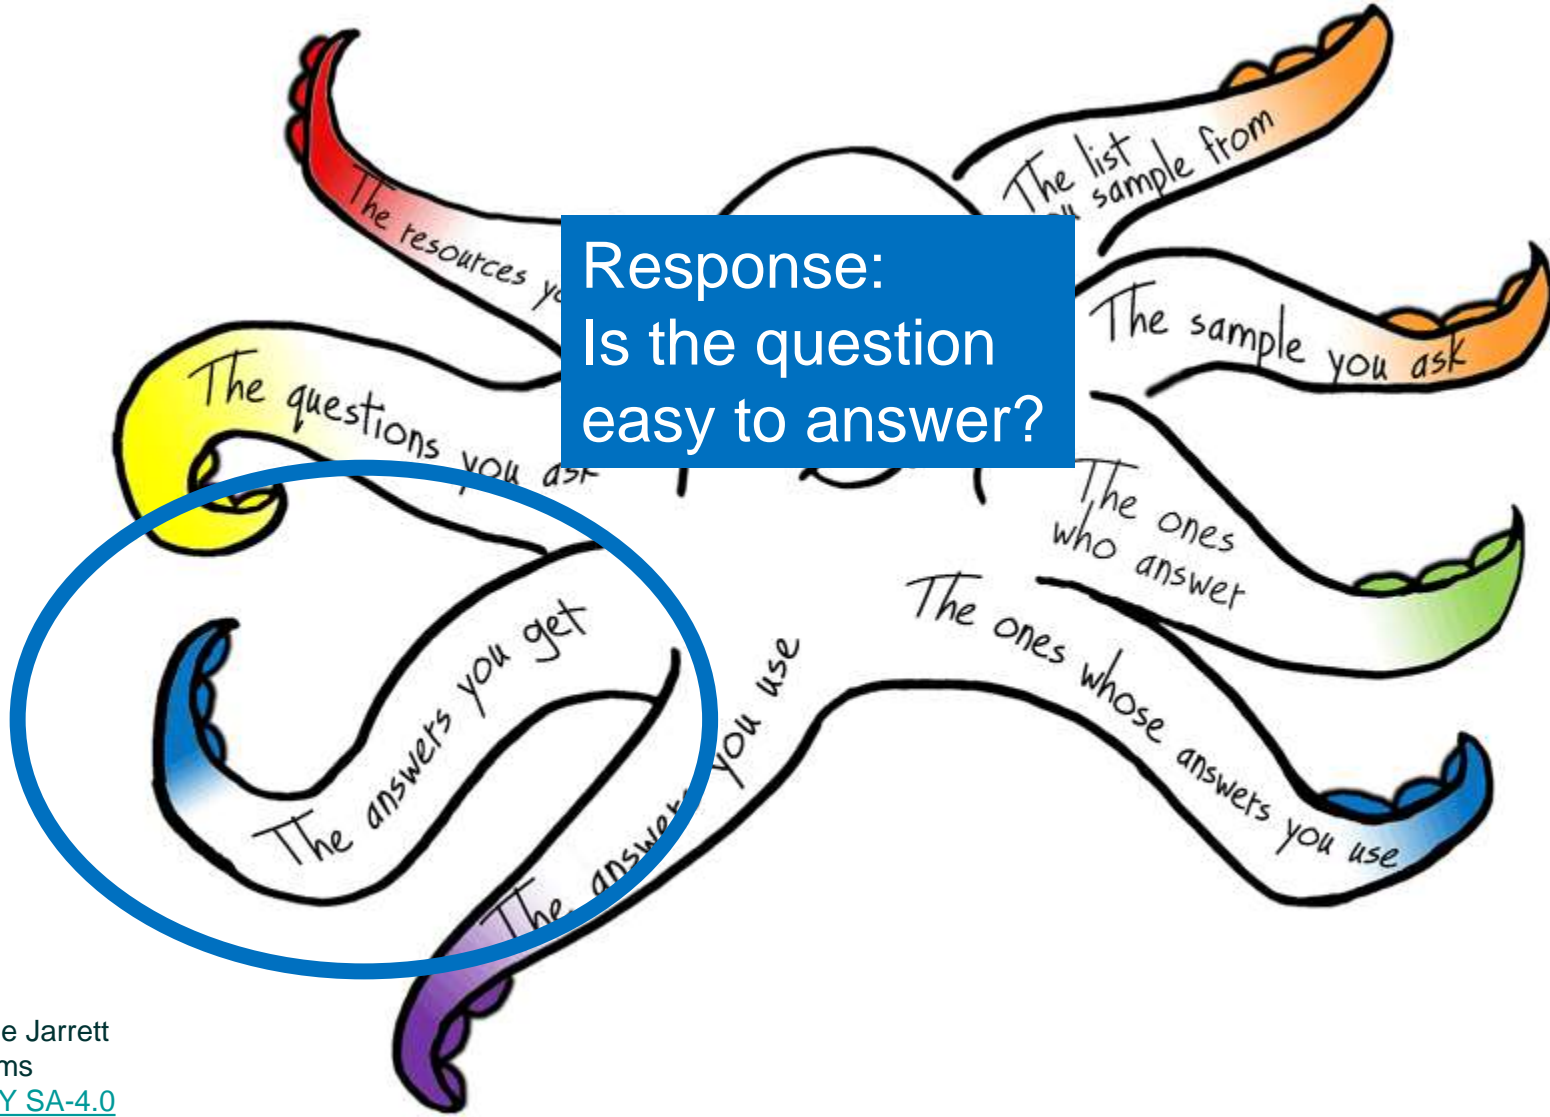 The list
sample from
The resources
Response:
Is the question
easy to answer?
The sample you ask
The questions you ask
The ones
who answer
The answers you get
The ones whose answers you use
The answers you use
Jarrett
SA-4.0